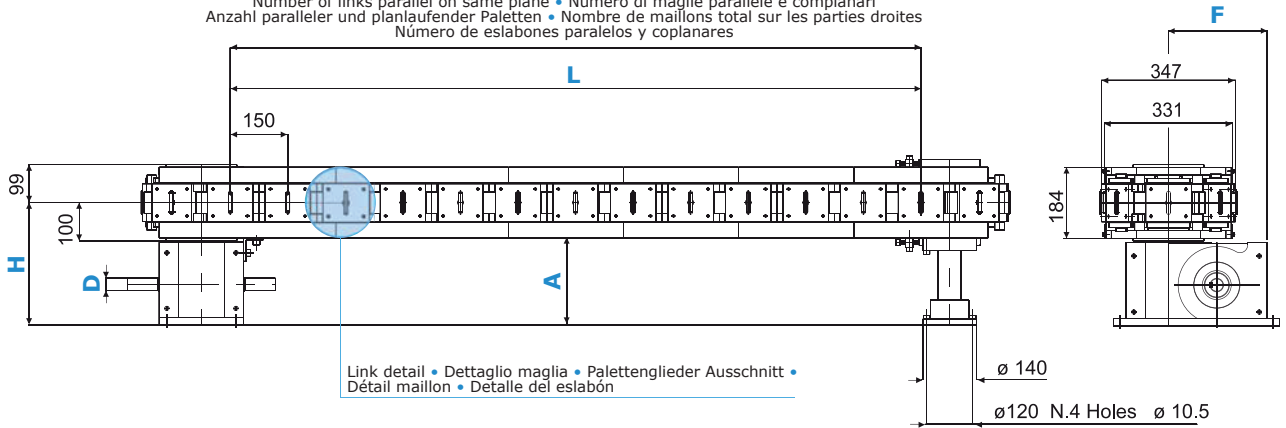 Number of links parallel on same plane • Numero di maglie parallele e complanari
Anzahl paralleler und planlaufender Paletten • Nombre de maillons total sur les parties droites
Número de eslabones paralelos y coplanares
F
L
347
150
331
99
184
100
H
D
A
Link detail • Dettaglio maglia • Palettenglieder Ausschnitt •
Détail maillon • Detalle del eslabón
ø 140
ø120 N.4 Holes ø 10.5